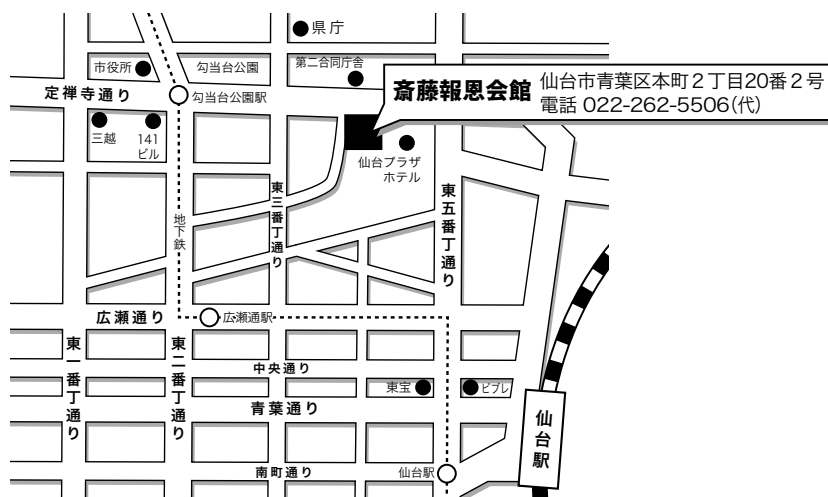 県庁
市役所
勾当台公園
第二合同庁舎
斎藤報恩会館
仙台市青葉区本町2丁目20番2号
電話 022-262-5506(代)
定禅寺通り
勾当台公園駅
三越
141
ビル
仙台プラザ
ホテル
東三番丁通り
東五番丁通り
地下鉄
広瀬通り
広瀬通駅
東一番丁通り
東二番丁通り
中央通り
東宝
ビブレ
青葉通り
仙台駅
南町通り
仙台駅